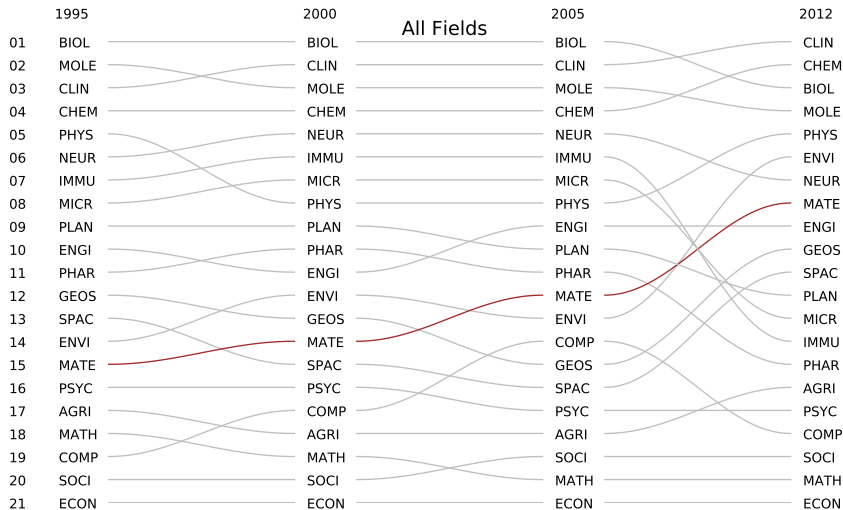 1995 2000 2005 2012
All Fields
01 BIOL BIOL BIOL CLIN
02 MOLE CLIN CLIN CHEM
03 CLIN MOLE MOLE BIOL
04 CHEM CHEM CHEM MOLE
05 PHYS NEUR NEUR PHYS
06 NEUR IMMU IMMU ENVI
07 IMMU MICR MICR NEUR
08 MICR PHYS PHYS MATE
09 PLAN PLAN ENGI ENGI
10 ENGI PHAR PLAN GEOS
11 PHAR ENGI PHAR SPAC
12 GEOS ENVI MATE PLAN
13 SPAC GEOS ENVI MICR
14 ENVI MATE COMP IMMU
15 MATE SPAC GEOS PHAR
16 PSYC PSYC SPAC AGRI
17 AGRI COMP PSYC PSYC
18 MATH AGRI AGRI COMP
19 COMP MATH SOCI SOCI
20 SOCI SOCI MATH MATH
21 ECON ECON ECON ECON